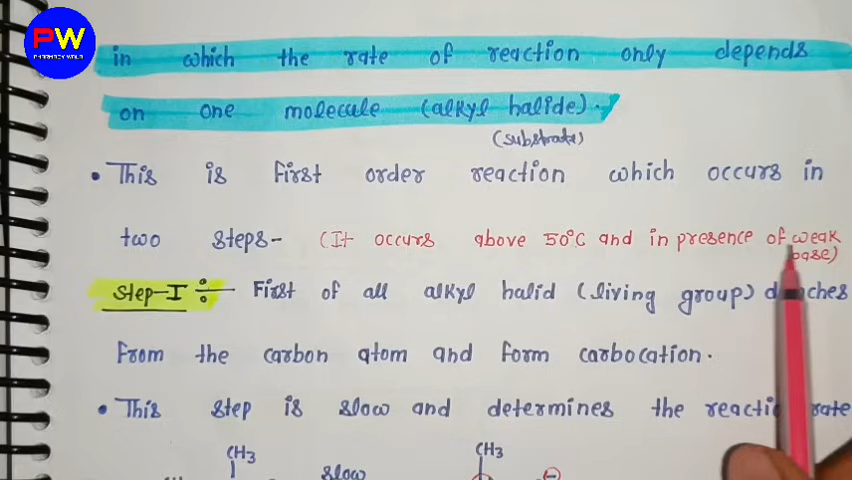 PW
PHARMACY WALA
in which the rate of reaction only depends
on one molecule (alkyl halide).
(substrate)
• This is first order reaction which occurs in
two steps- (It occurs above 50°C and in presence of weak
base)
Step-I First of all alkyl halid (living group) ches
from the carbon atom and form carbocation.
• This step is slow and determines the reacti rate
CH3
CH3
slow